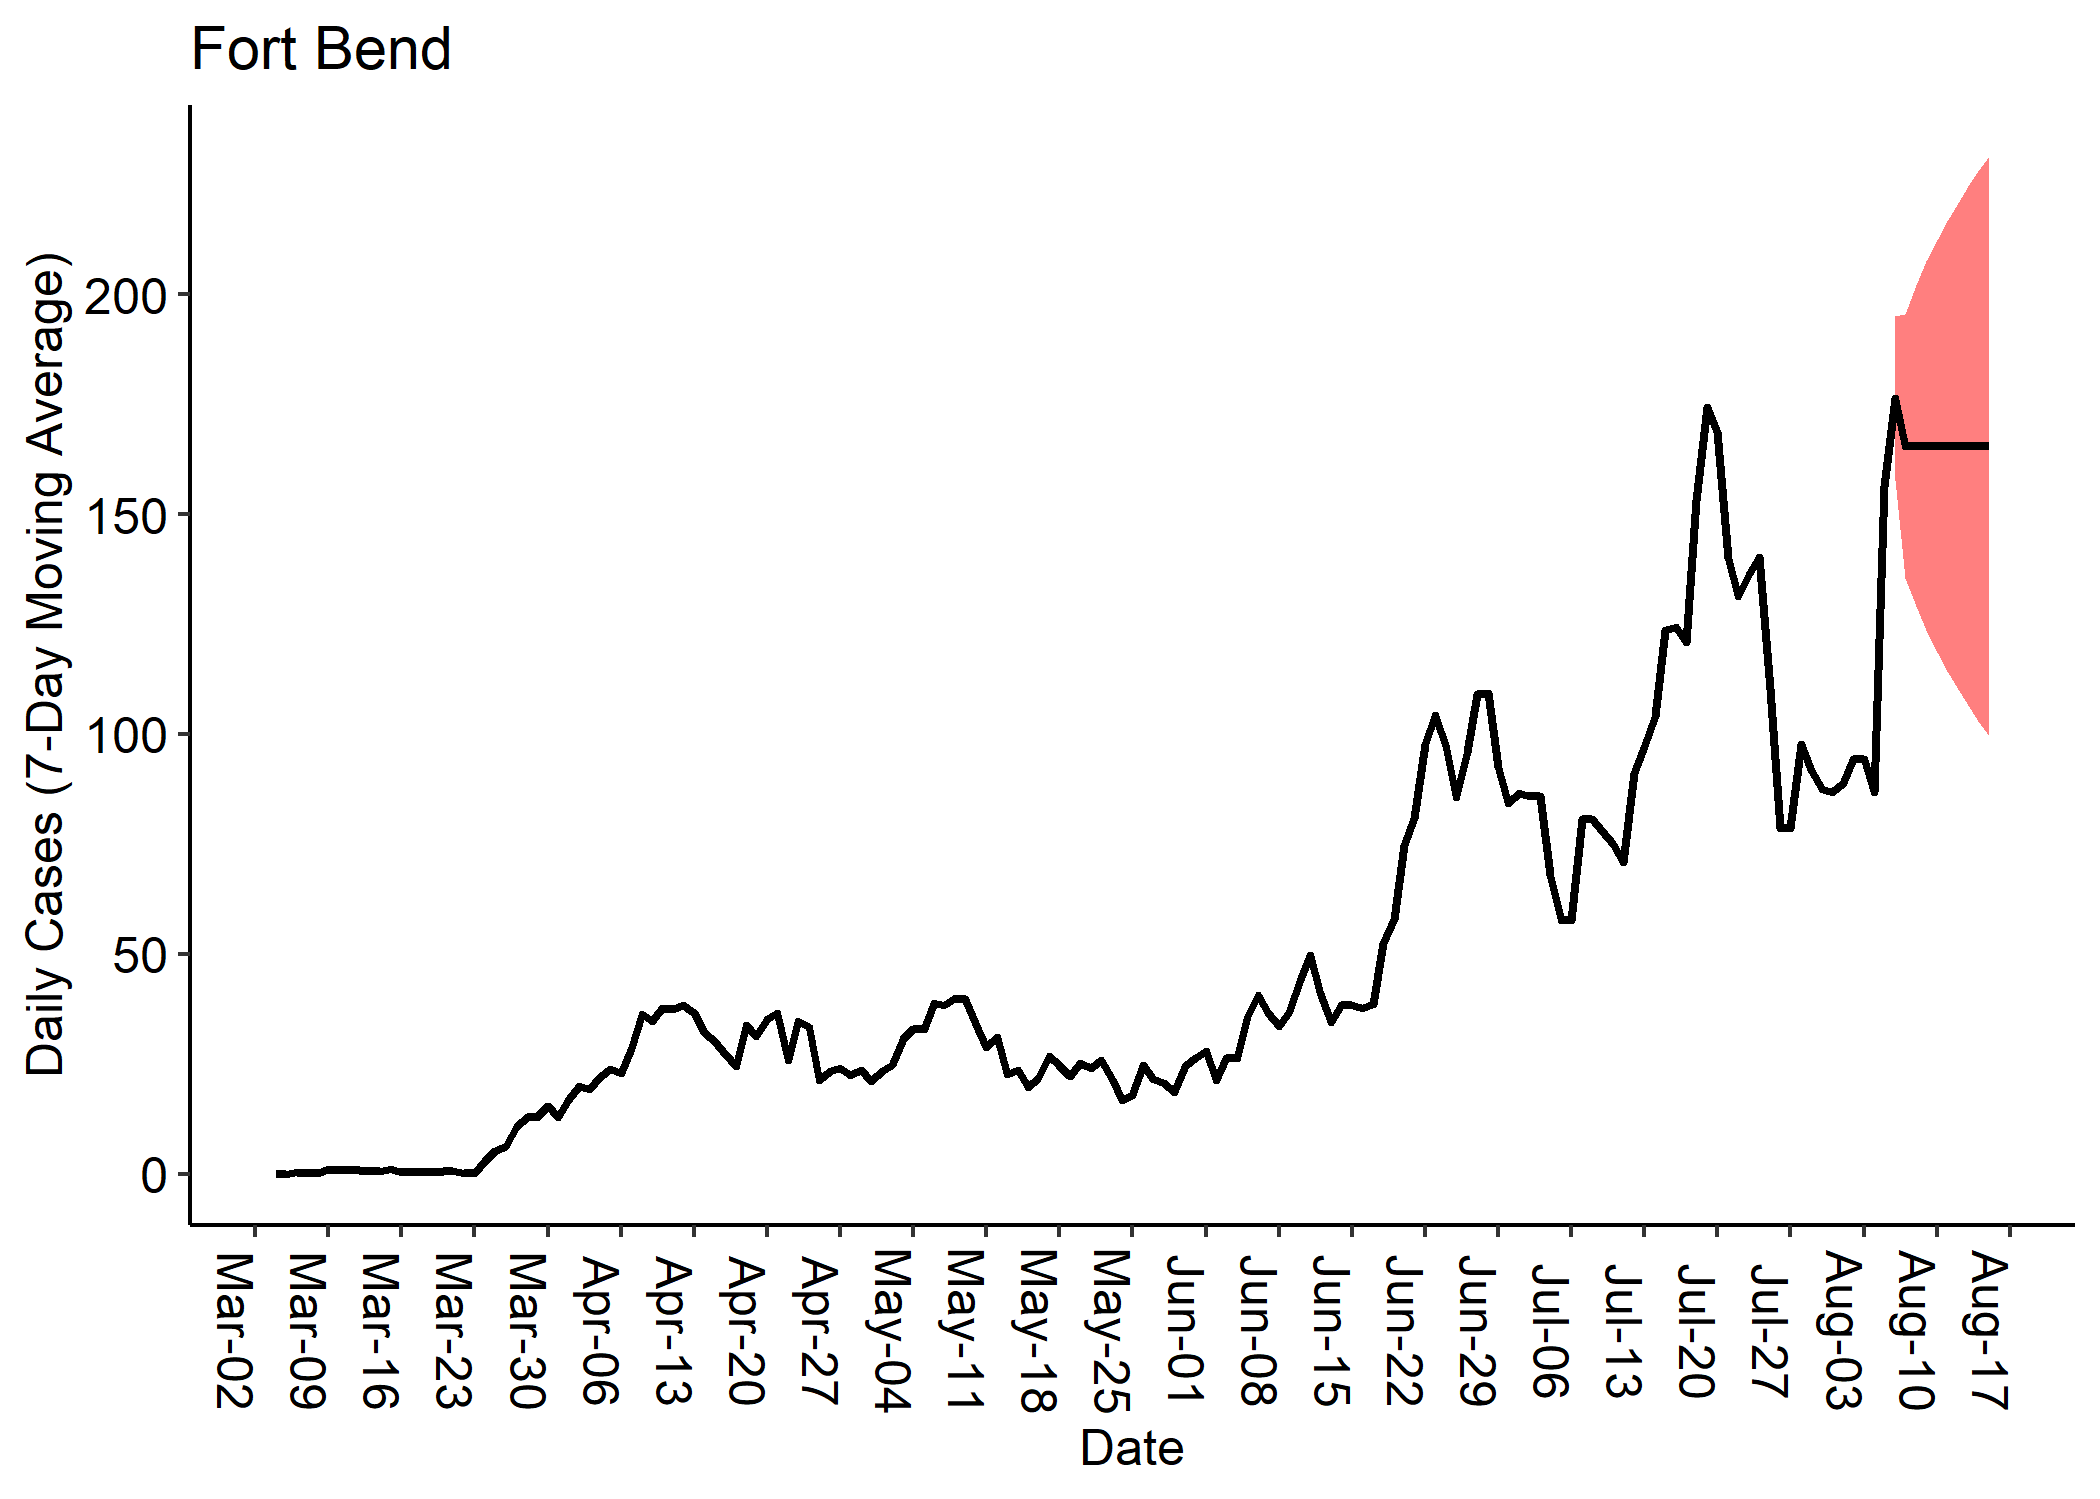 Fort Bend
Daily Cases (7-Day Moving Average)
200
150
100
50
0
Mar-02
Mar-09
Mar-16
Mar-23
Mar-30
Apr-06
Apr-13
Apr-20
Apr-27
May-04
May-11
May-18
May-25
Jun-01
Jun-08
Jun-15
Jun-22
Jun-29
Jul-06
Jul-13
Jul-20
Jul-27
Aug-03
Aug-10
Aug-17
Date